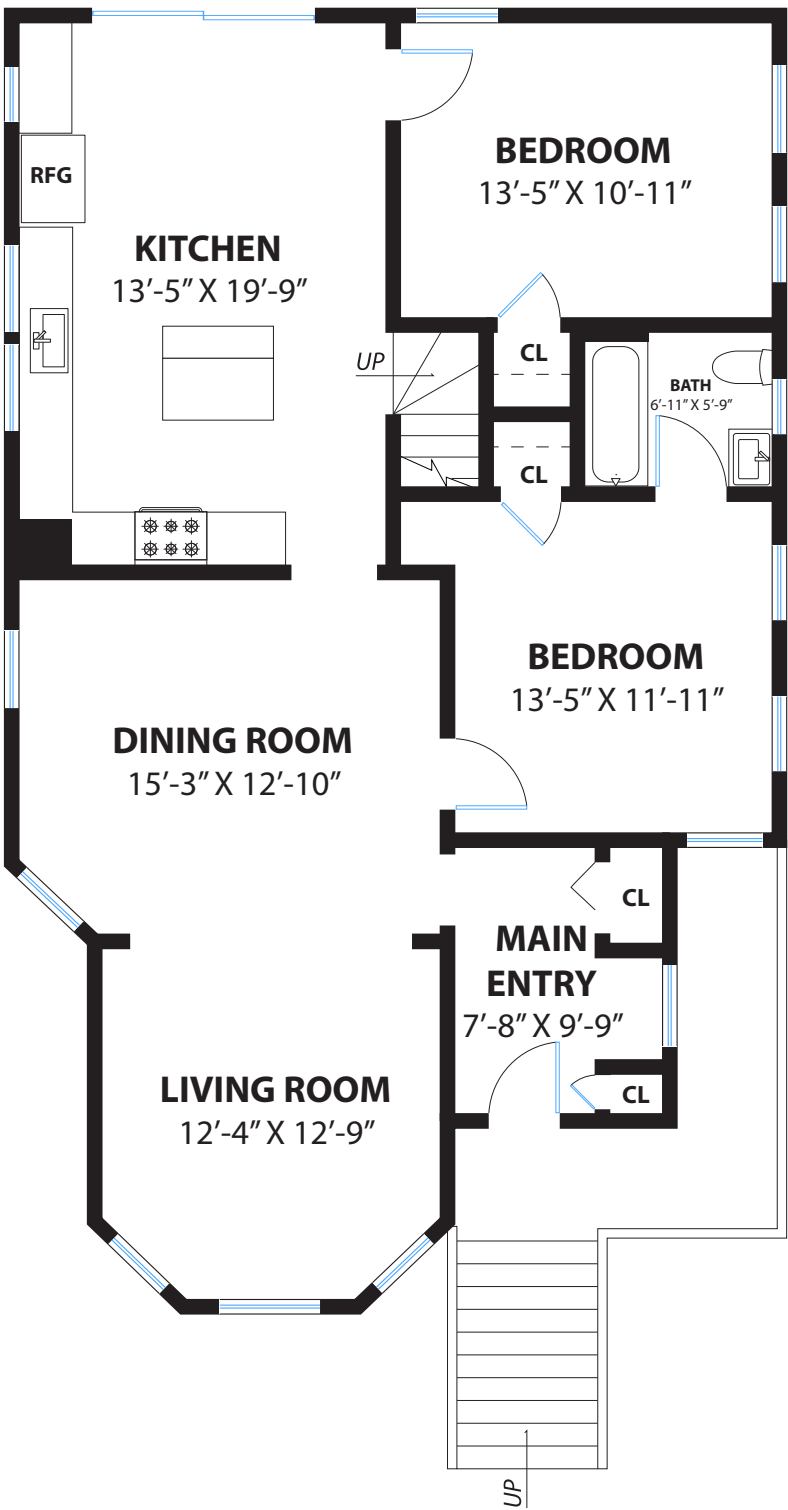 BEDROOM
13’-5” X 10’-11”
RFG
KITCHEN
13’-5” X 19’-9”
UP
CL
BATH
6’-11” X 5’-9”
CL
BEDROOM
13’-5” X 11’-11”
DINING ROOM
15’-3” X 12’-10”
CL
MAIN
ENTRY
7’-8” X 9’-9”
LIVING ROOM
12’-4” X 12’-9”
CL
UP